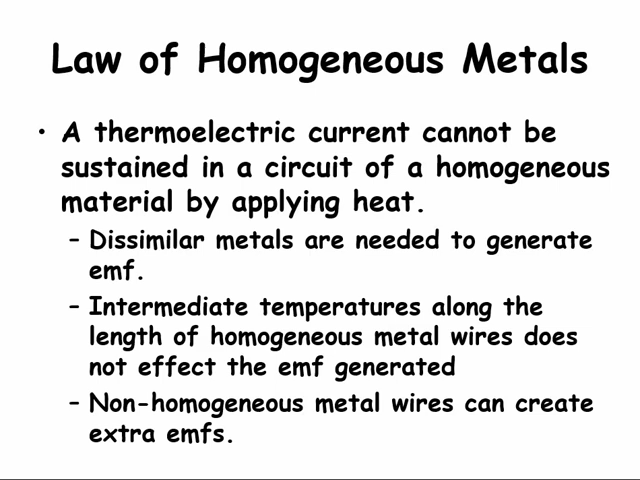 Law of Homogeneous Metals
• A thermoelectric current cannot be
sustained in a circuit of a homogeneous
material by applying heat.
– Dissimilar metals are needed to generate
emf.
– Intermediate temperatures along the
length of homogeneous metal wires does
not effect the emf generated
– Non-homogeneous metal wires can create
extra emfs.